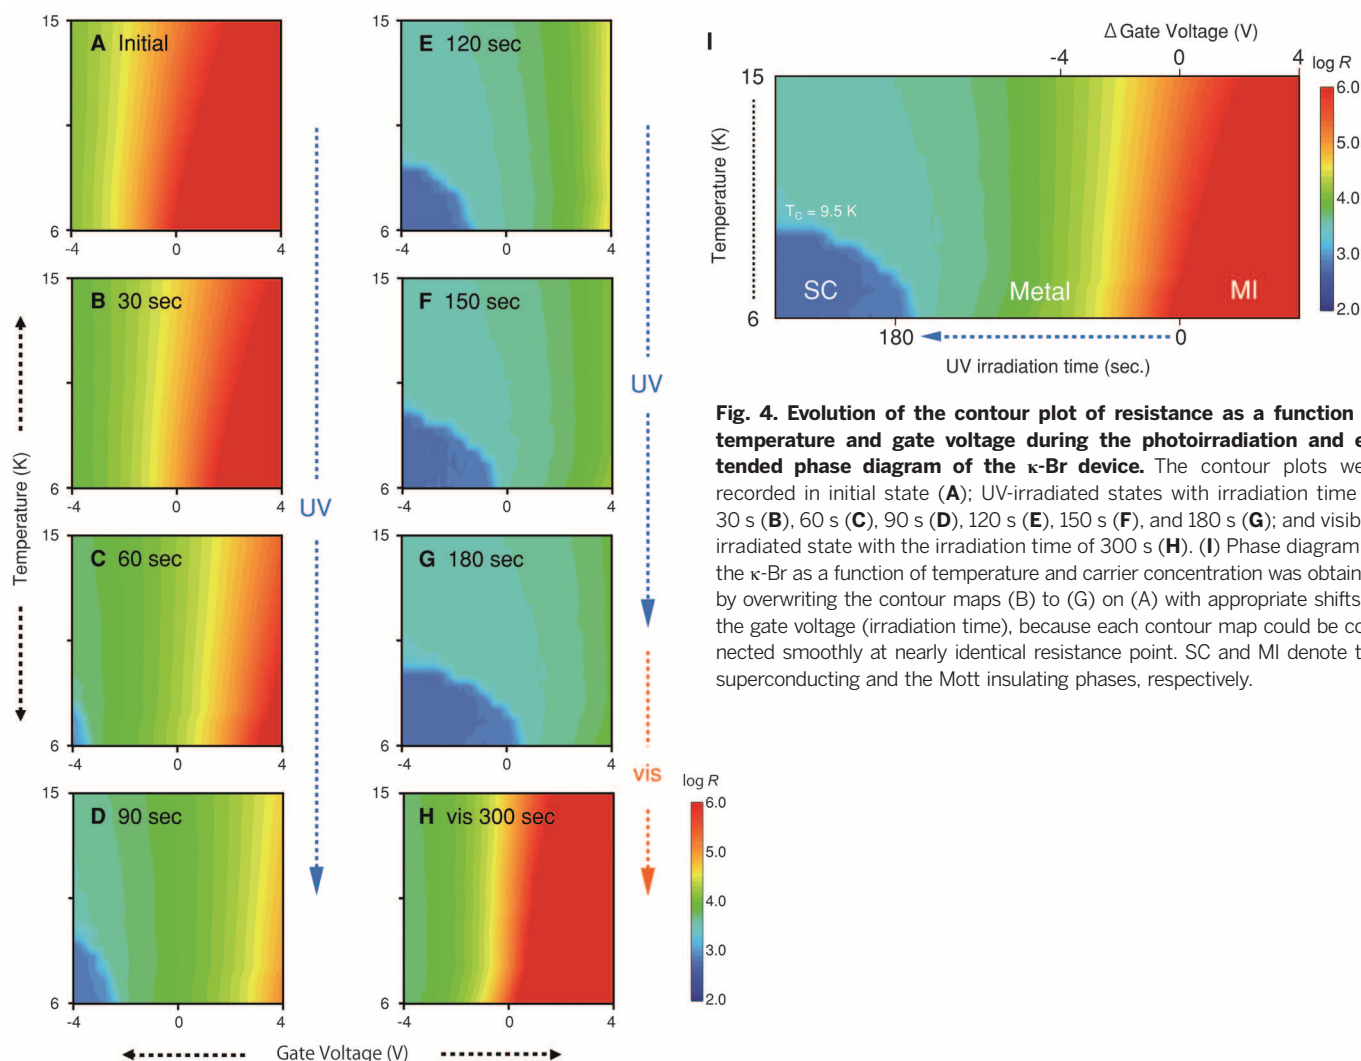 A Initial
15
6
-4
0
4
B 30 sec
15
6
-4
0
4
UV
C 60 sec
15
6
-4
0
4
D 90 sec
15
6
-4
0
4
Temperature (K)
E 120 sec
6
-4
0
4
F 150 sec
15
6
-4
0
4
UV
G 180 sec
15
6
-4
0
4
vis
H vis 300 sec
15
6
-4
0
4
log R
6.0
5.0
4.0
3.0
2.0
Gate Voltage (V)
15
I
Δ Gate Voltage (V)
-4
0
4
log R
15
6.0
5.0
4.0
3.0
2.0
Temperature (K)
TC = 9.5 K
SC
Metal
MI
6
180
0
UV irradiation time (sec.)
Fig. 4. Evolution of the contour plot of resistance as a function
temperature and gate voltage during the photoirradiation and e
tended phase diagram of the κ-Br device. The contour plots we
recorded in initial state (A); UV-irradiated states with irradiation time
30 s (B), 60 s (C), 90 s (D), 120 s (E), 150 s (F), and 180 s (G); and visib
irradiated state with the irradiation time of 300 s (H). (I) Phase diagram
the κ-Br as a function of temperature and carrier concentration was obtain
by overwriting the contour maps (B) to (G) on (A) with appropriate shifts
the gate voltage (irradiation time), because each contour map could be co
nected smoothly at nearly identical resistance point. SC and MI denote t
superconducting and the Mott insulating phases, respectively.